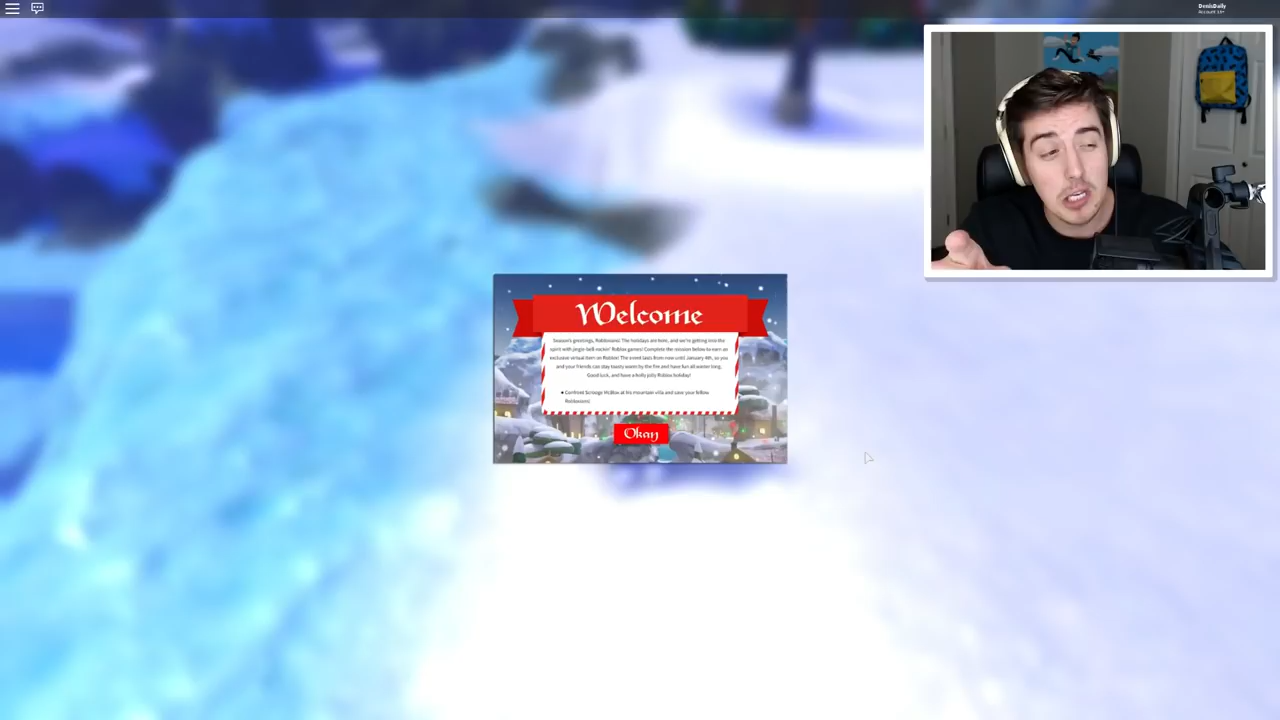 DenisDaily
Account: 13+
Welcome
Season's greetings, Robloxians! The holidays are here, and we're getting into the
spirit with jingle-bell-rockin' Roblox games! Complete the mission below to earn an
exclusive virtual item on Roblox! The event lasts from now until January 4th, so you
and your friends can stay toasty warm by the fire and have fun all winter long.
Good luck, and have a holly jolly Roblox holiday!
• Confront Scrooge McBlox at his mountain villa and save your fellow
Robloxians!
Okay